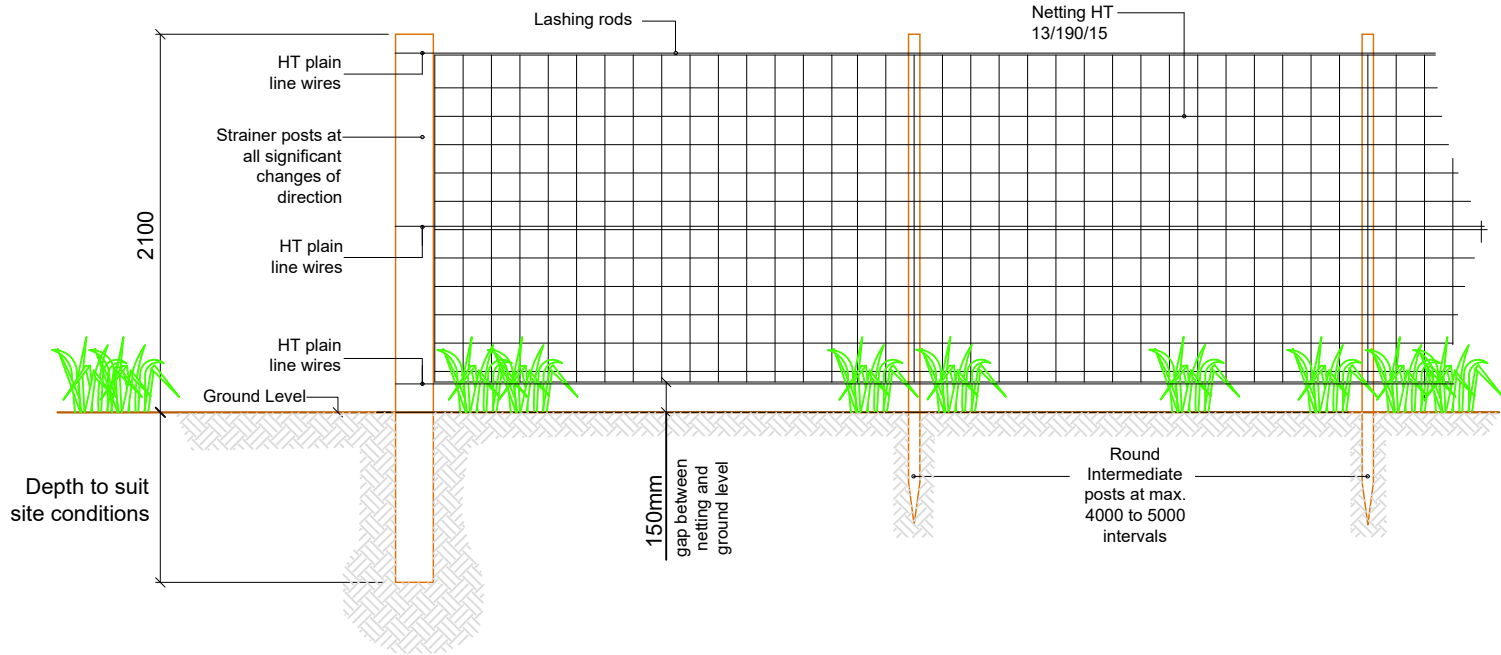 Lashing rods
Netting HT
13/190/15
HT plain
line wires
Strainer posts at
all significant
changes of
direction
2100
HT plain
line wires
HT plain
line wires
Ground Level
Depth to suit
site conditions
150mm
gap between
netting and
ground level
Round
Intermediate
posts at max.
4000 to 5000
intervals